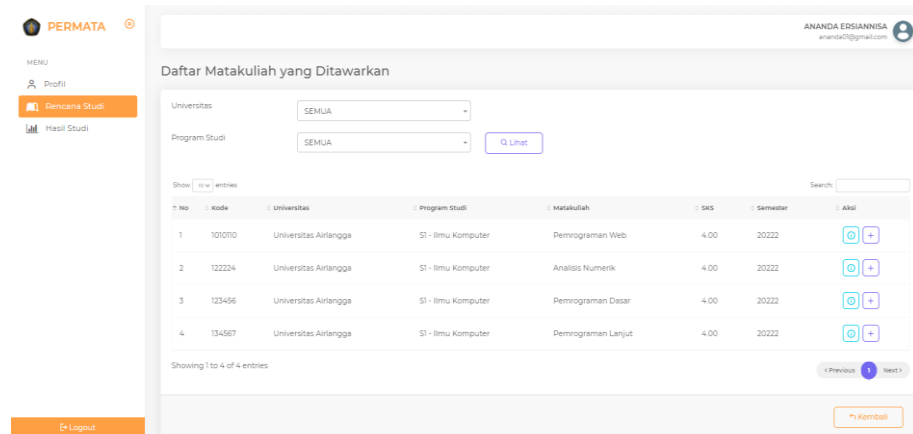 PERMATA
ANANDA ERSIANNISA
ananda01@gmail.com
MENU
Profil
Rencana Studi
Hasil Studi
Logout
Daftar Matakuliah yang Ditawarkan
Universitas SEMUA
Program Studi SEMUA Lihat
Show 10 entries Search:
No Kode Universitas Program Studi Matakuliah SKS Semester Aksi
1 1010110 Universitas Airlangga S1 - Ilmu Komputer Pemrograman Web 4.00 20222
2 122224 Universitas Airlangga S1 - Ilmu Komputer Analisis Numerik 4.00 20222
3 123456 Universitas Airlangga S1 - Ilmu Komputer Pemrograman Dasar 4.00 20222
4 134567 Universitas Airlangga S1 - Ilmu Komputer Pemrograman Lanjut 4.00 20222
Showing 1 to 4 of 4 entries
< Previous 1 Next >
Kembali